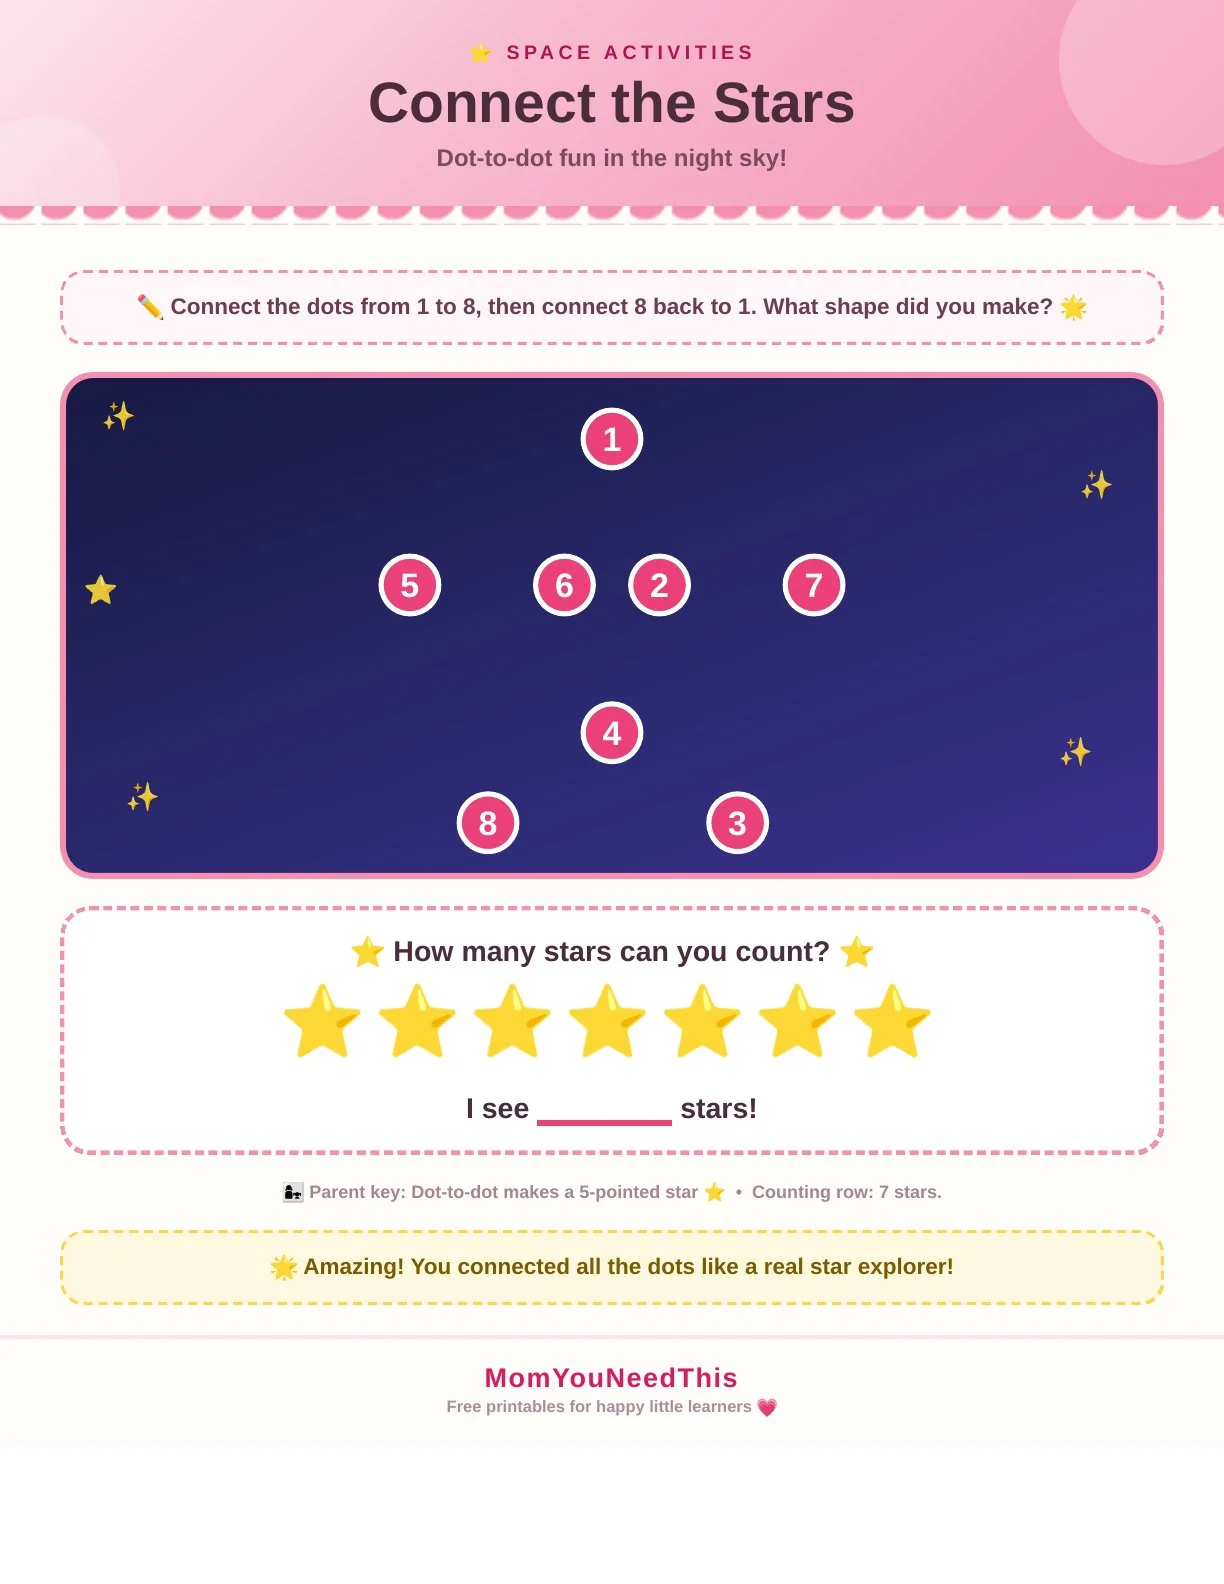 ⭐ SPACE ACTIVITIES
Connect the Stars
Dot-to-dot fun in the night sky!
✏️ Connect the dots from 1 to 8, then connect 8 back to 1. What shape did you make? 🌟
1
5 6 2 7
4
8 3
⭐ How many stars can you count? ⭐
I see ________ stars!
Parent key: Dot-to-dot makes a 5-pointed star ⭐ • Counting row: 7 stars.
🌟 Amazing! You connected all the dots like a real star explorer!
MomYouNeedThis
Free printables for happy little learners 💗